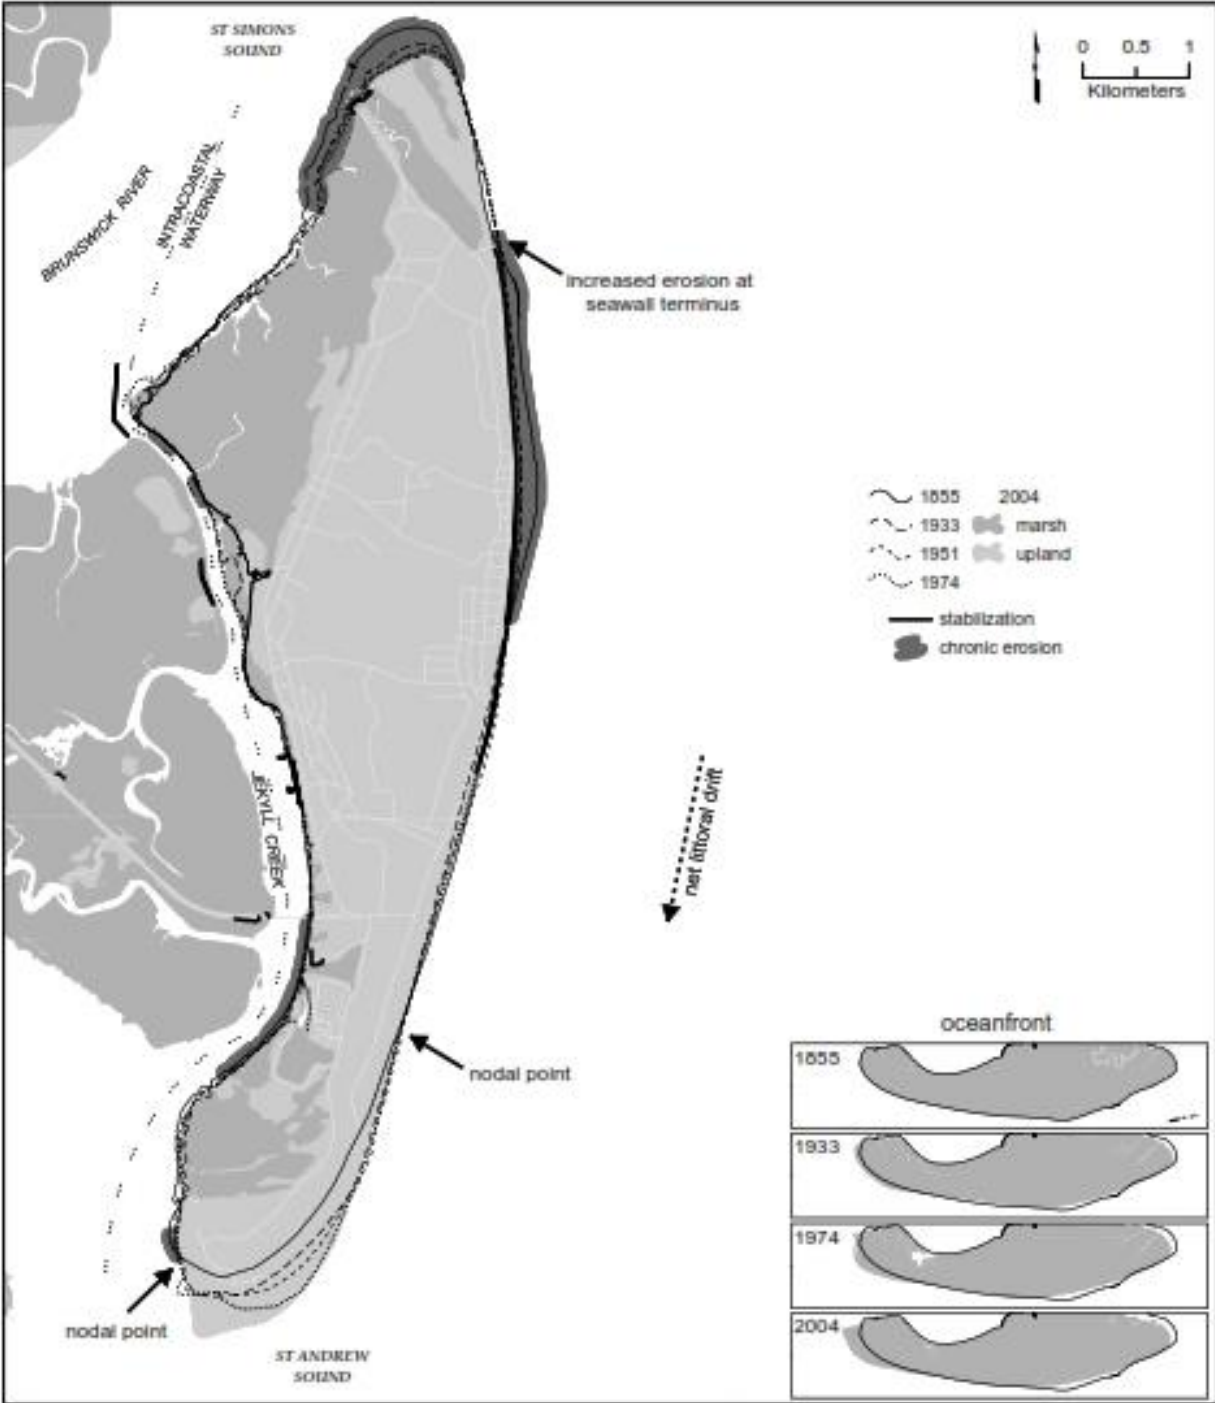 ST SIMONS
SOUND
0 0.5 1
Kilometers
BRUNSWICK RIVER
INTRACOASTAL
WATERWAY
increased erosion at
seawall terminus
1855 2004
1933 marsh
1951 upland
1974
stabilization
chronic erosion
JEKYLL CREEK
net littoral drift
nodal point
nodal point
ST ANDREW
SOUND
oceanfront
1855
1933
1974
2004